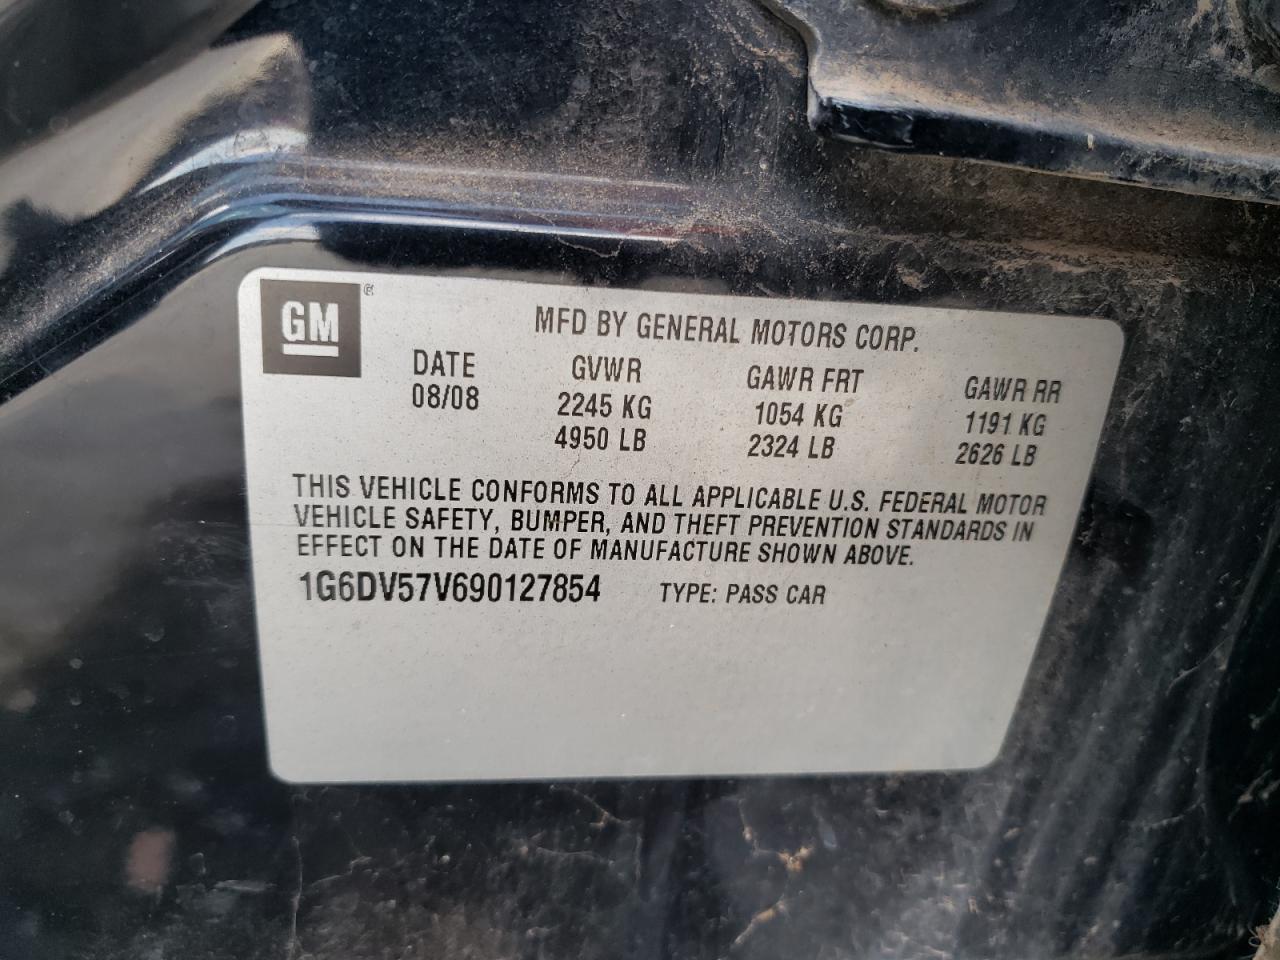 GM ®
MFD BY GENERAL MOTORS CORP.
DATE GVWR GAWR FRT GAWR RR
08/08 2245 KG 1054 KG 1191 KG
4950 LB 2324 LB 2626 LB
THIS VEHICLE CONFORMS TO ALL APPLICABLE U.S. FEDERAL MOTOR
VEHICLE SAFETY, BUMPER, AND THEFT PREVENTION STANDARDS IN
EFFECT ON THE DATE OF MANUFACTURE SHOWN ABOVE.
1G6DV57V690127854 TYPE: PASS CAR